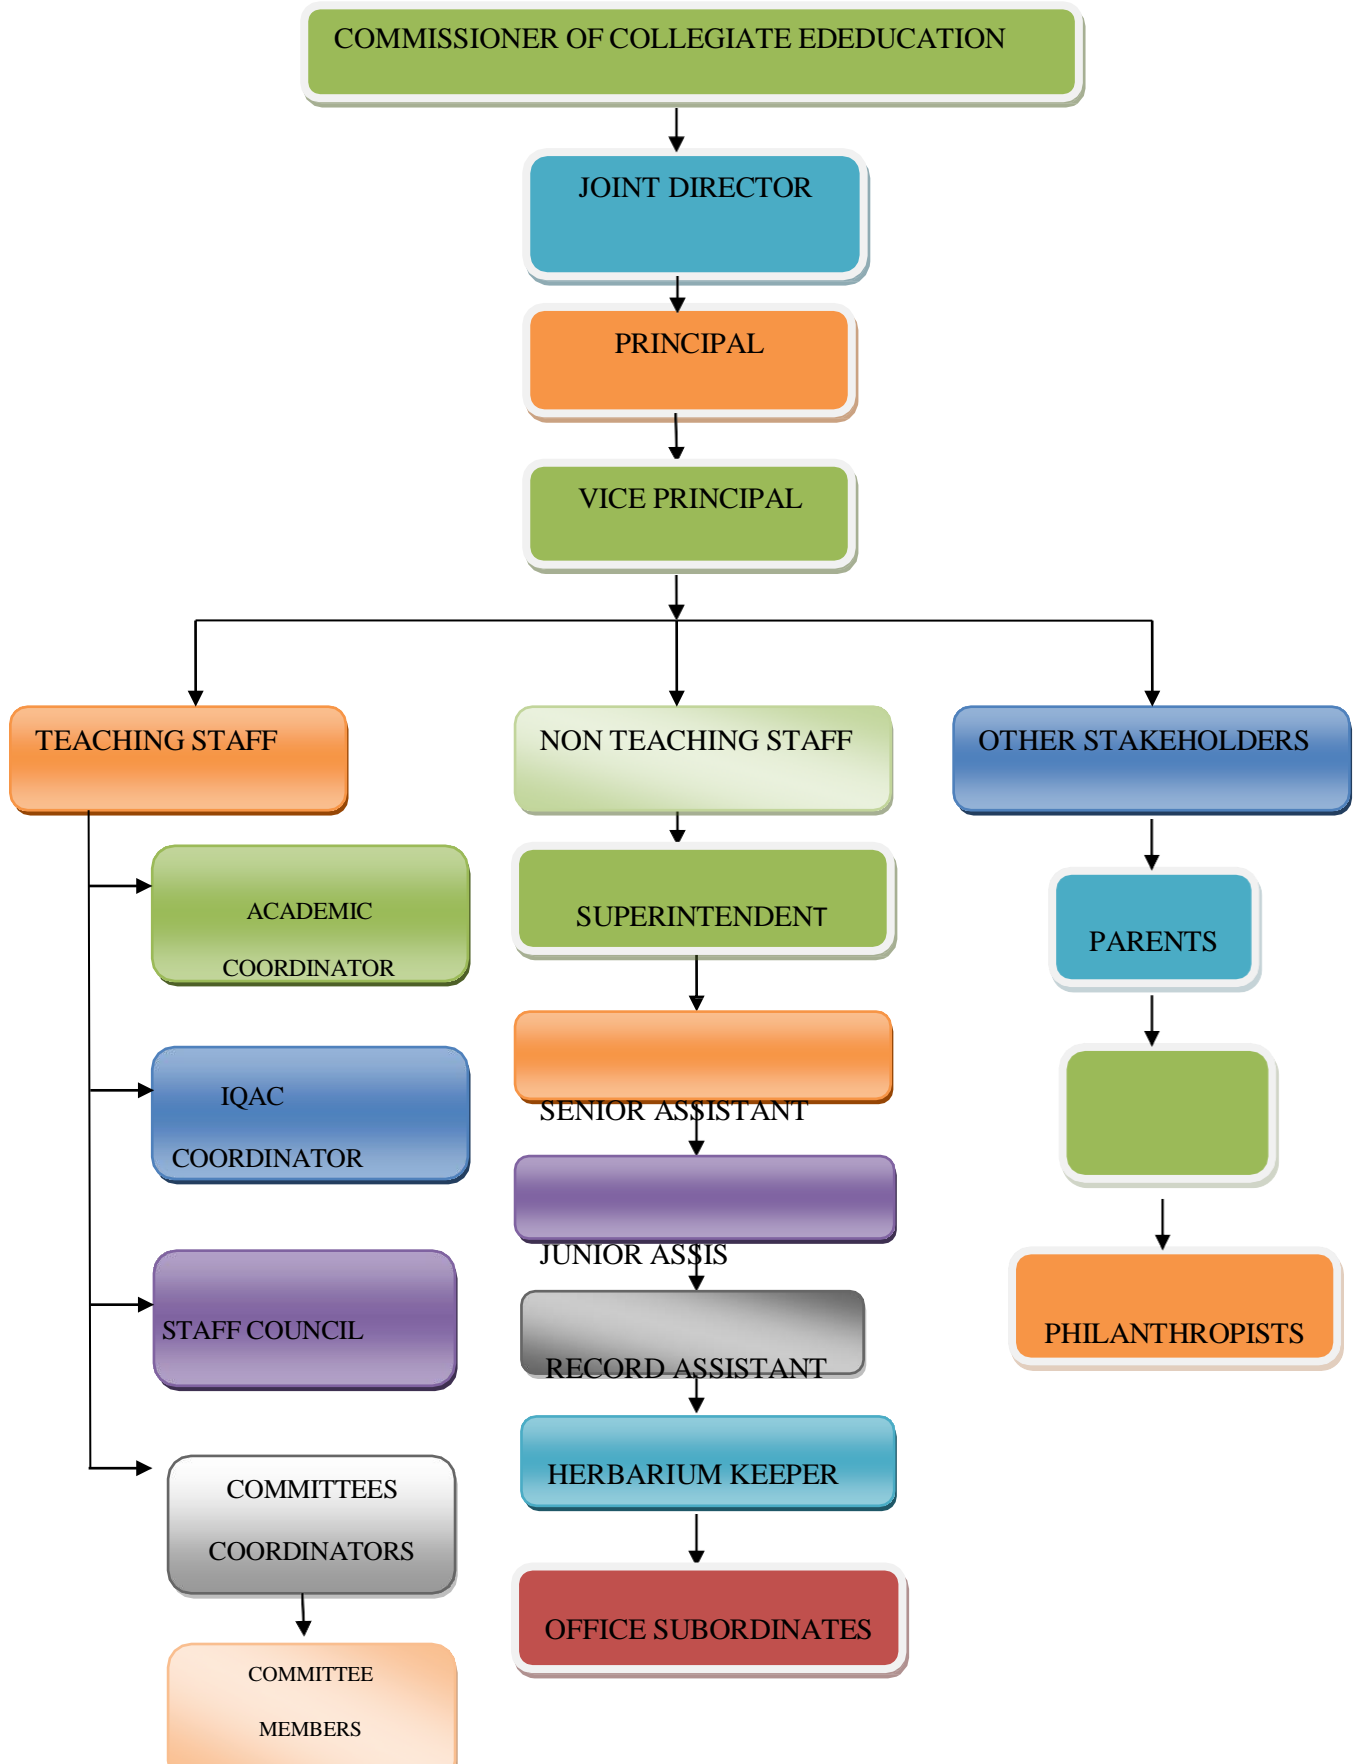 COMMISSIONER OF COLLEGIATE EDEDUCATION
JOINT DIRECTOR
PRINCIPAL
VICE PRINCIPAL
TEACHING STAFF
NON TEACHING STAFF
OTHER STAKEHOLDERS
ACADEMIC
COORDINATOR
IQAC
COORDINATOR
STAFF COUNCIL
COMMITTEES
COORDINATORS
COMMITTEE
MEMBERS
SUPERINTENDENT
SENIOR ASSISTANT
JUNIOR ASSIS
RECORD ASSISTANT
HERBARIUM KEEPER
OFFICE SUBORDINATES
PARENTS
PHILANTHROPISTS